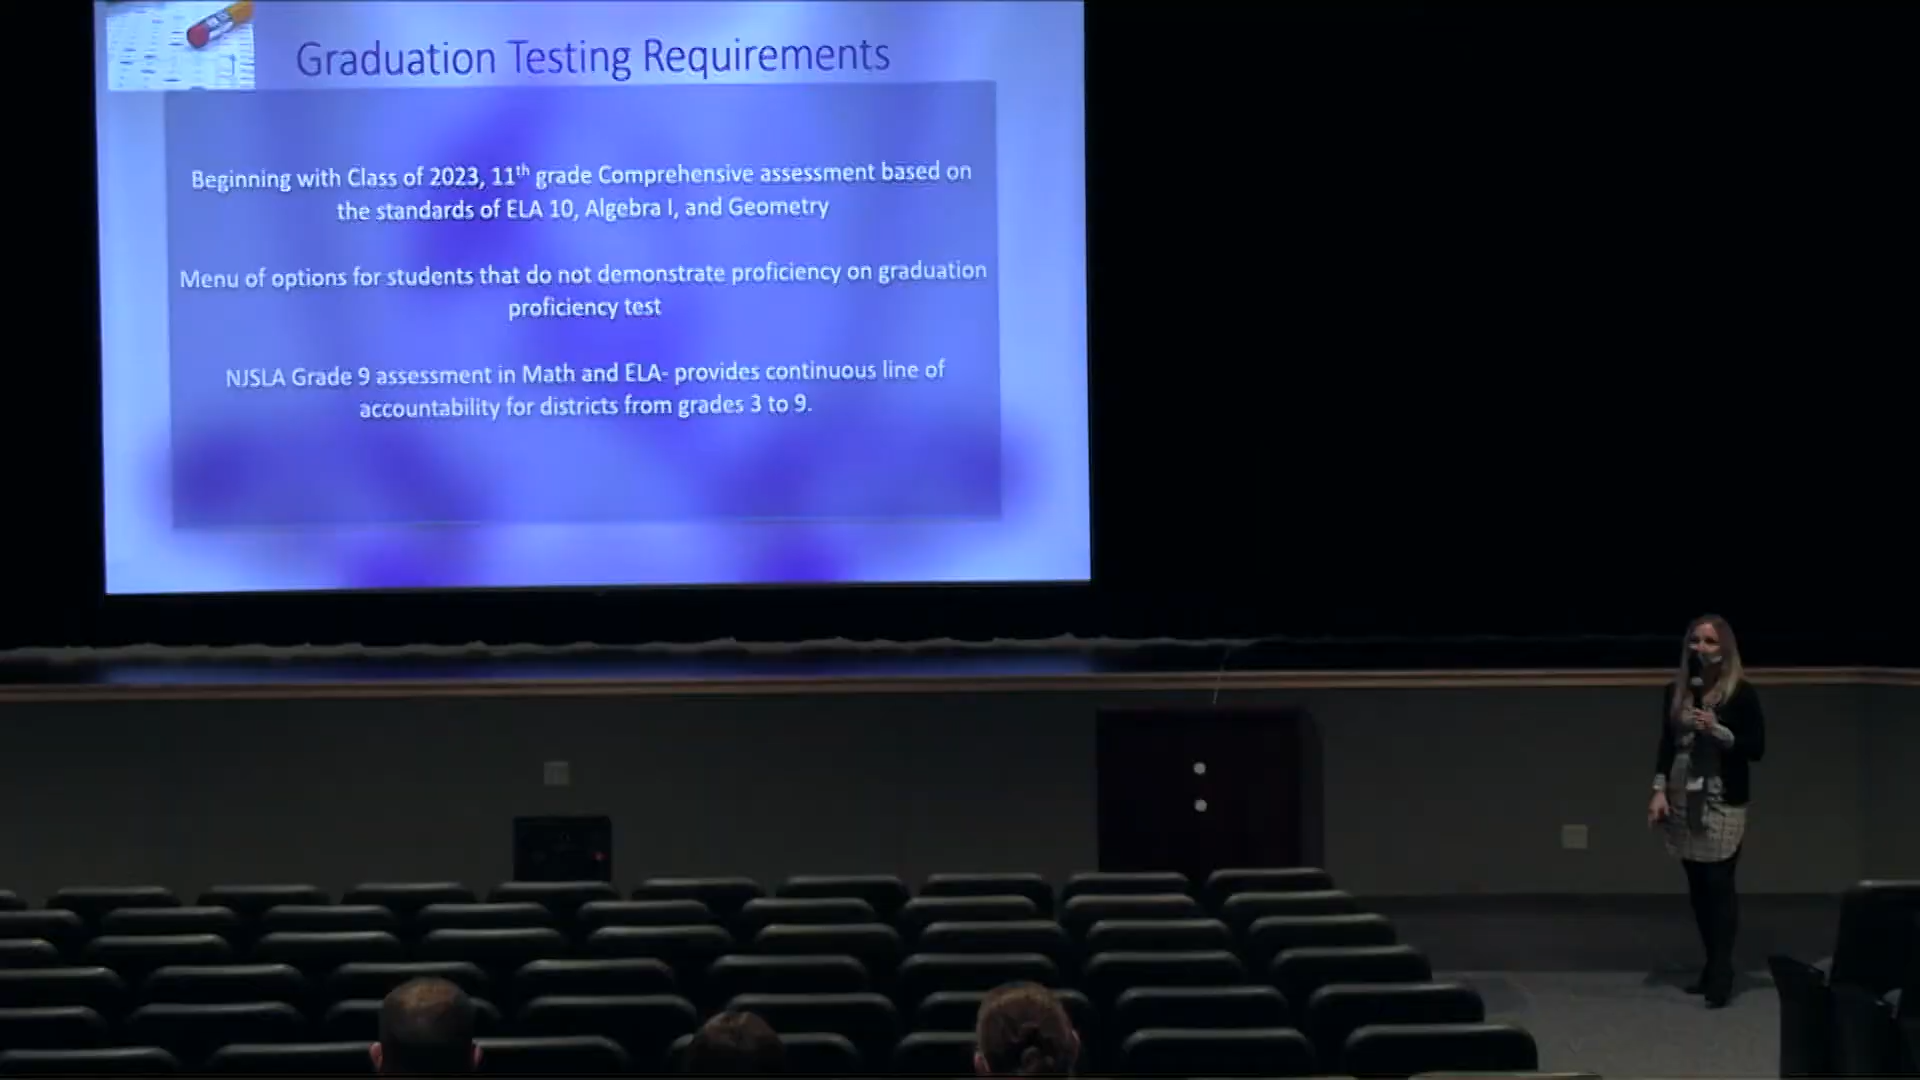 Graduation Testing Requirements
Beginning with Class of 2023, 11th grade Comprehensive assessment based on
the standards of ELA 10, Algebra I, and Geometry
Menu of options for students that do not demonstrate proficiency on graduation
proficiency test
NJSLA Grade 9 assessment in Math and ELA- provides continuous line of
accountability for districts from grades 3 to 9.